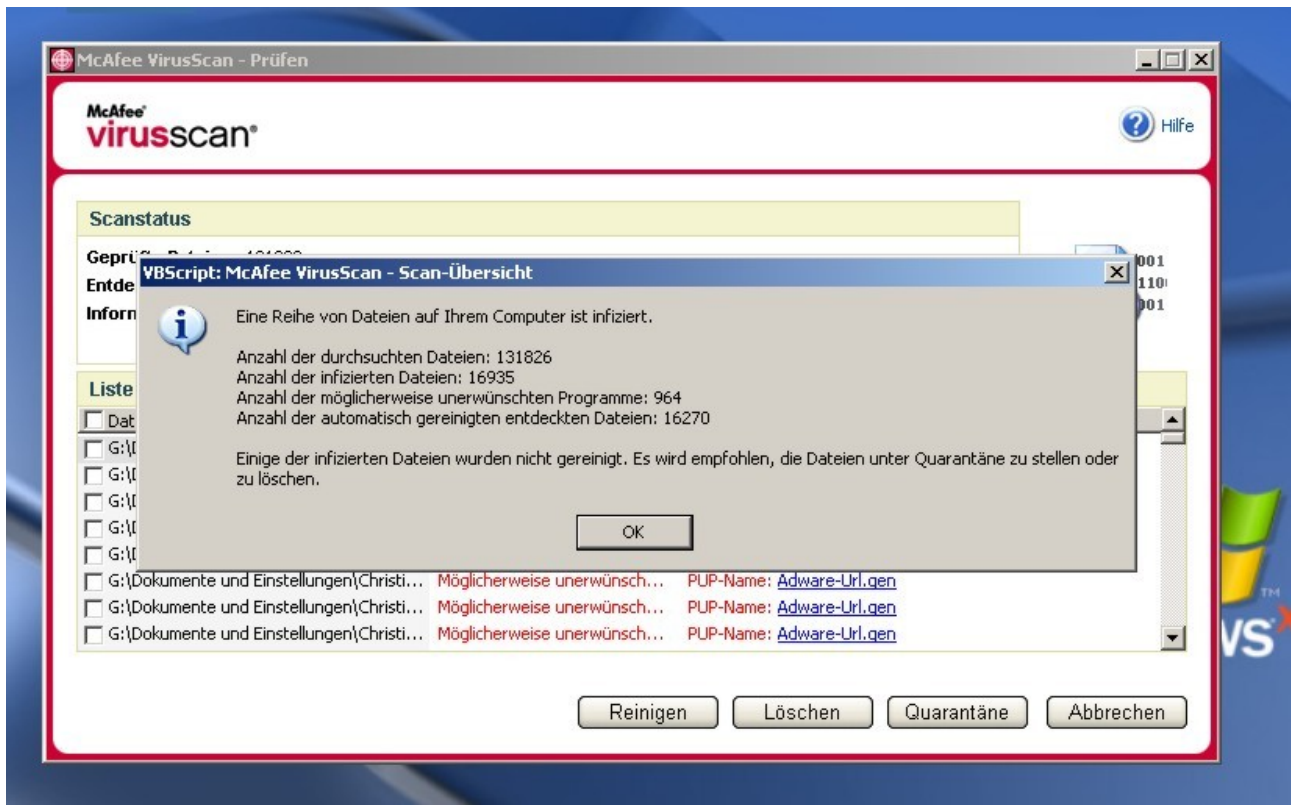 McAfee VirusScan - Prüfen
McAfee®
virusscan®
Hilfe
Scanstatus
001
110
001
VBScript: McAfee VirusScan - Scan-Übersicht
Eine Reihe von Dateien auf Ihrem Computer ist infiziert.
Anzahl der durchsuchten Dateien: 131826
Anzahl der infizierten Dateien: 16935
Anzahl der möglicherweise unerwünschten Programme: 964
Anzahl der automatisch gereinigten entdeckten Dateien: 16270
Einige der infizierten Dateien wurden nicht gereinigt. Es wird empfohlen, die Dateien unter Quarantäne zu stellen oder
zu löschen.
OK
Liste
Dat
G:\
G:\
G:\
G:\
G:\
G:\Dokumente und Einstellungen\Christi... Möglicherweise unerwünsch... PUP-Name: Adware-Url.gen
G:\Dokumente und Einstellungen\Christi... Möglicherweise unerwünsch... PUP-Name: Adware-Url.gen
G:\Dokumente und Einstellungen\Christi... Möglicherweise unerwünsch... PUP-Name: Adware-Url.gen
Reinigen Löschen Quarantäne Abbrechen